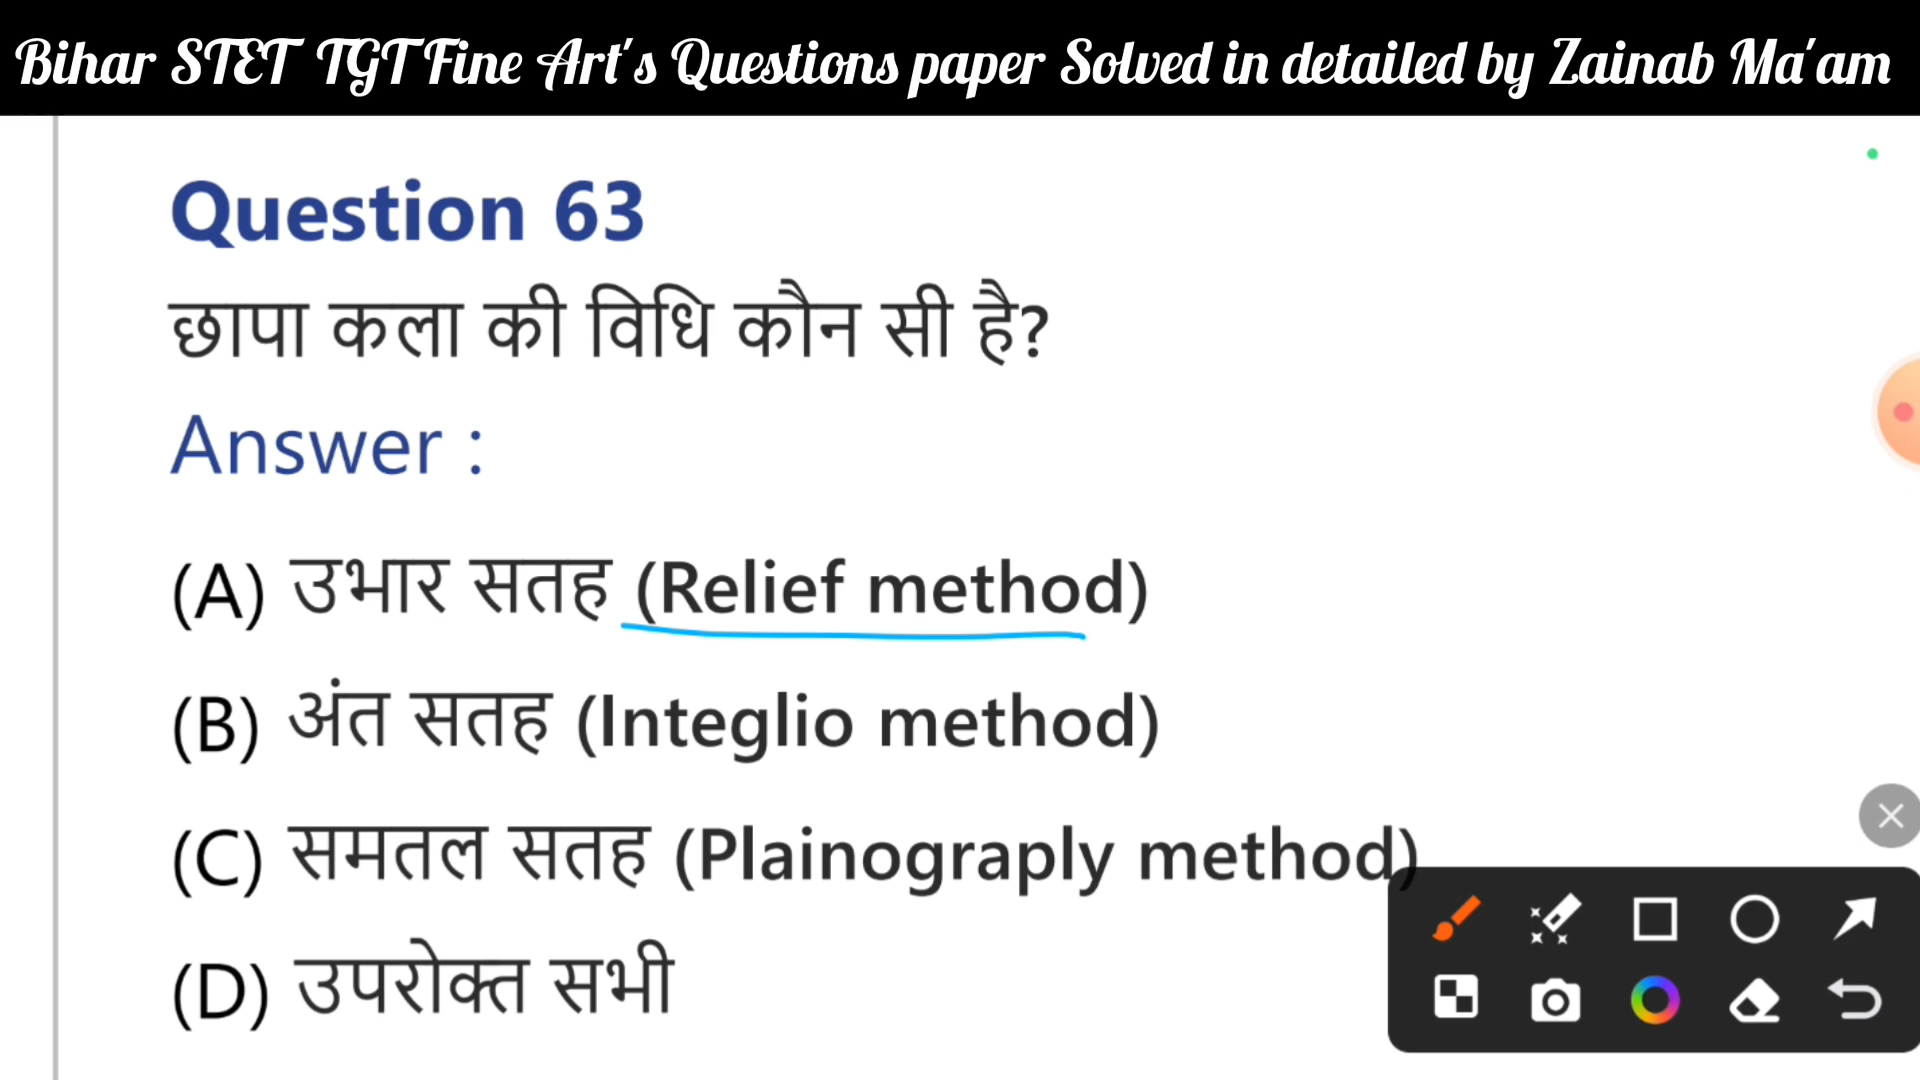 Bihar STET TGT Fine Art's Questions paper Solved in detailed by Zainab Ma'am
Question 63
छापा कला की विधि कौन सी है?
Answer :
(A) उभार सतह (Relief method)
(B) अंत सतह (Integlio method)
(C) समतल सतह (Plainograply method)
(D) उपरोक्त सभी